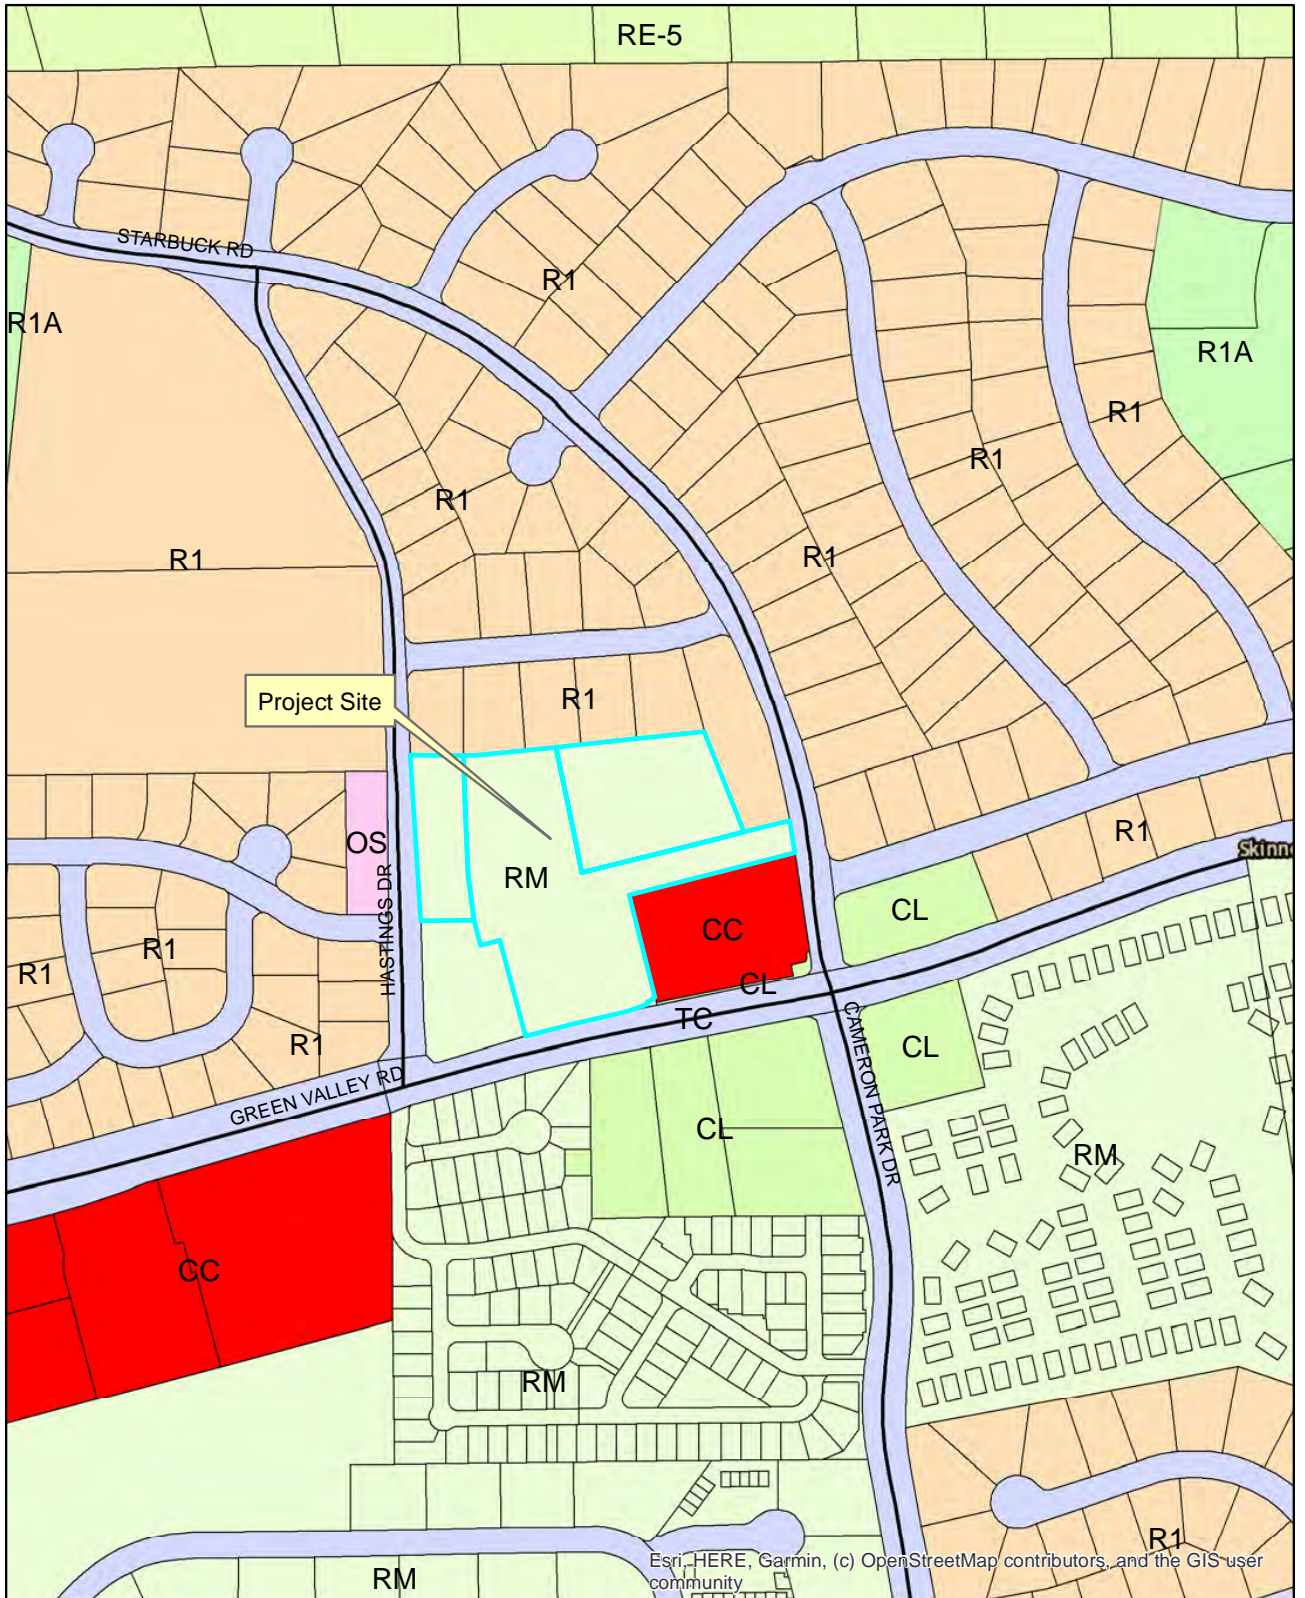 RE-5
STARBUCK RD
R1
R1A
R1A
R1
R1
R1
R1
R1
R1
Project Site
R1
R1
OS
Skinn
RM
CL
CC
HASTINGS DR
R1
R1
CL
TC
CAMERON PARK DR
R1
CL
GREEN VALLEY RD
CL
RM
CC
RM
R1
Esri, HERE, Garmin, (c) OpenStreetMap contributors, and the GIS user
community
RM